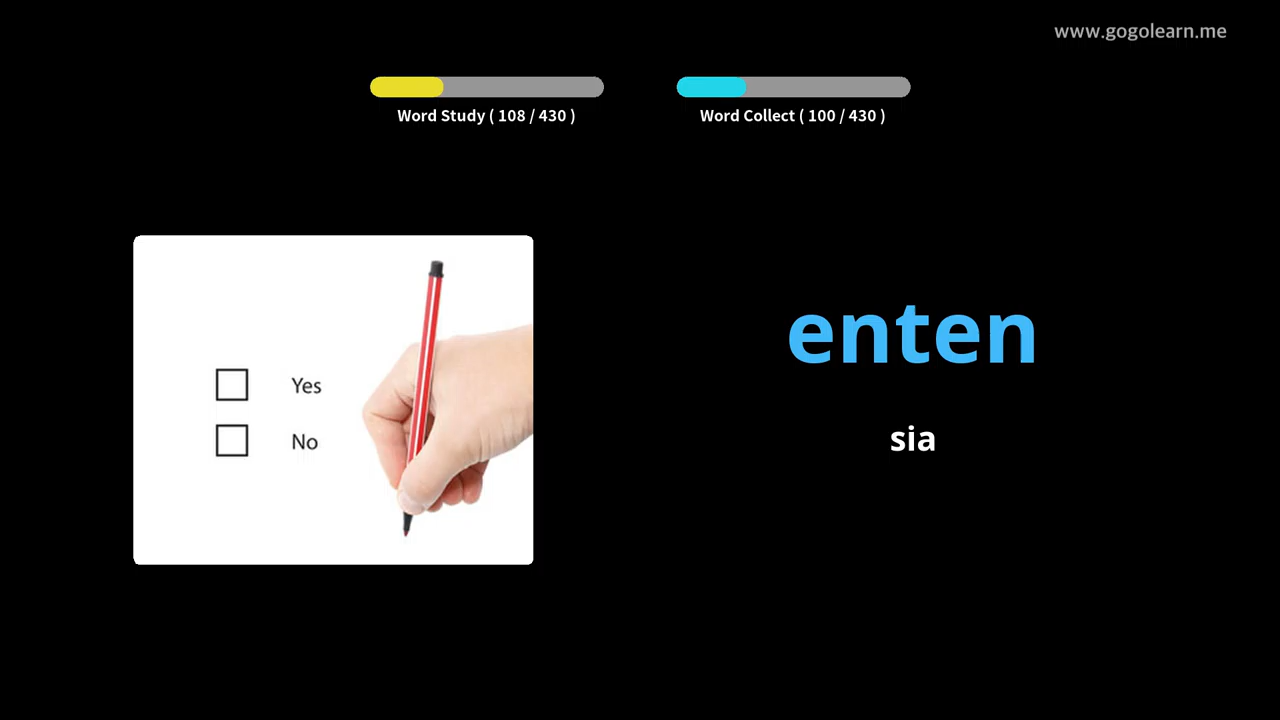 www.gogolearn.me
Word Study ( 108 / 430 )
Word Collect ( 100 / 430 )
Yes
No
enten
sia